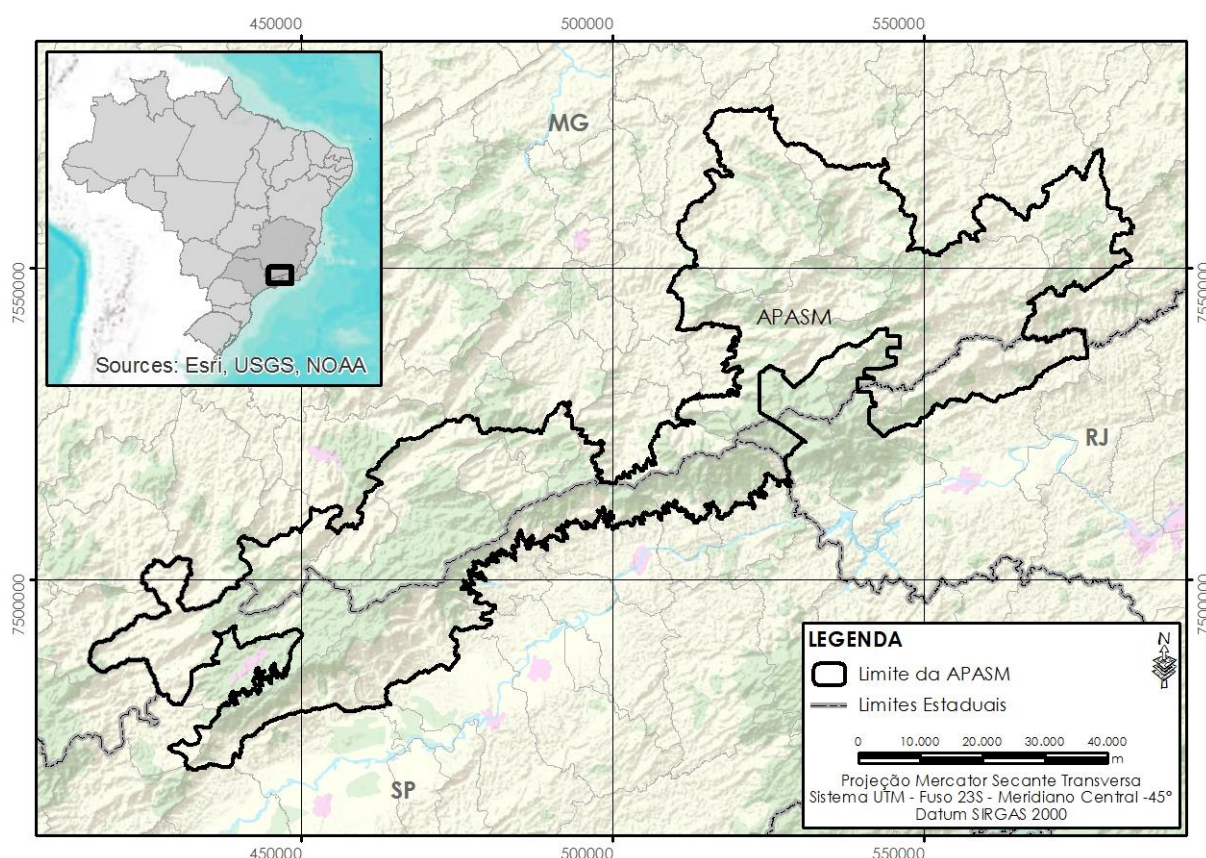 450000
500000
550000
MG
Sources: Esri, USGS, NOAA
7550000
7550000
APASM
RJ
7500000
7500000
SP
LEGENDA
N
Limite da APASM
Limites Estaduais
0 10.000 20.000 30.000 40.000
m
Projeção Mercator Secante Transversa
Sistema UTM - Fuso 23S - Meridiano Central -45°
Datum SIRGAS 2000
450000
500000
550000